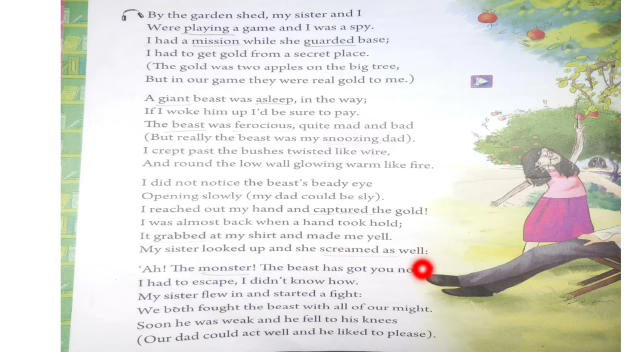 By the garden shed, my sister and I
Were playing a game and I was a spy.
I had a mission while she guarded base;
I had to get gold from a secret place.
(The gold was two apples on the big tree,
But in our game they were real gold to me.)
A giant beast was asleep, in the way;
If I woke him up I'd be sure to pay.
The beast was ferocious, quite mad and bad
(But really the beast was my snoozing dad).
I crept past the bushes twisted like wire,
And round the low wall glowing warm like fire.
I did not notice the beast's beady eye
Opening slowly (my dad could be sly).
I reached out my hand and captured the gold!
I was almost back when a hand took hold;
It grabbed at my shirt and made me yell.
My sister looked up and she screamed as well:
'Ah! The monster! The beast has got you
I had to escape, I didn't know how.
My sister flew in and started a fight:
We both fought the beast with all of our might.
Soon he was weak and he fell to his knees
(Our dad could act well and he liked to please).